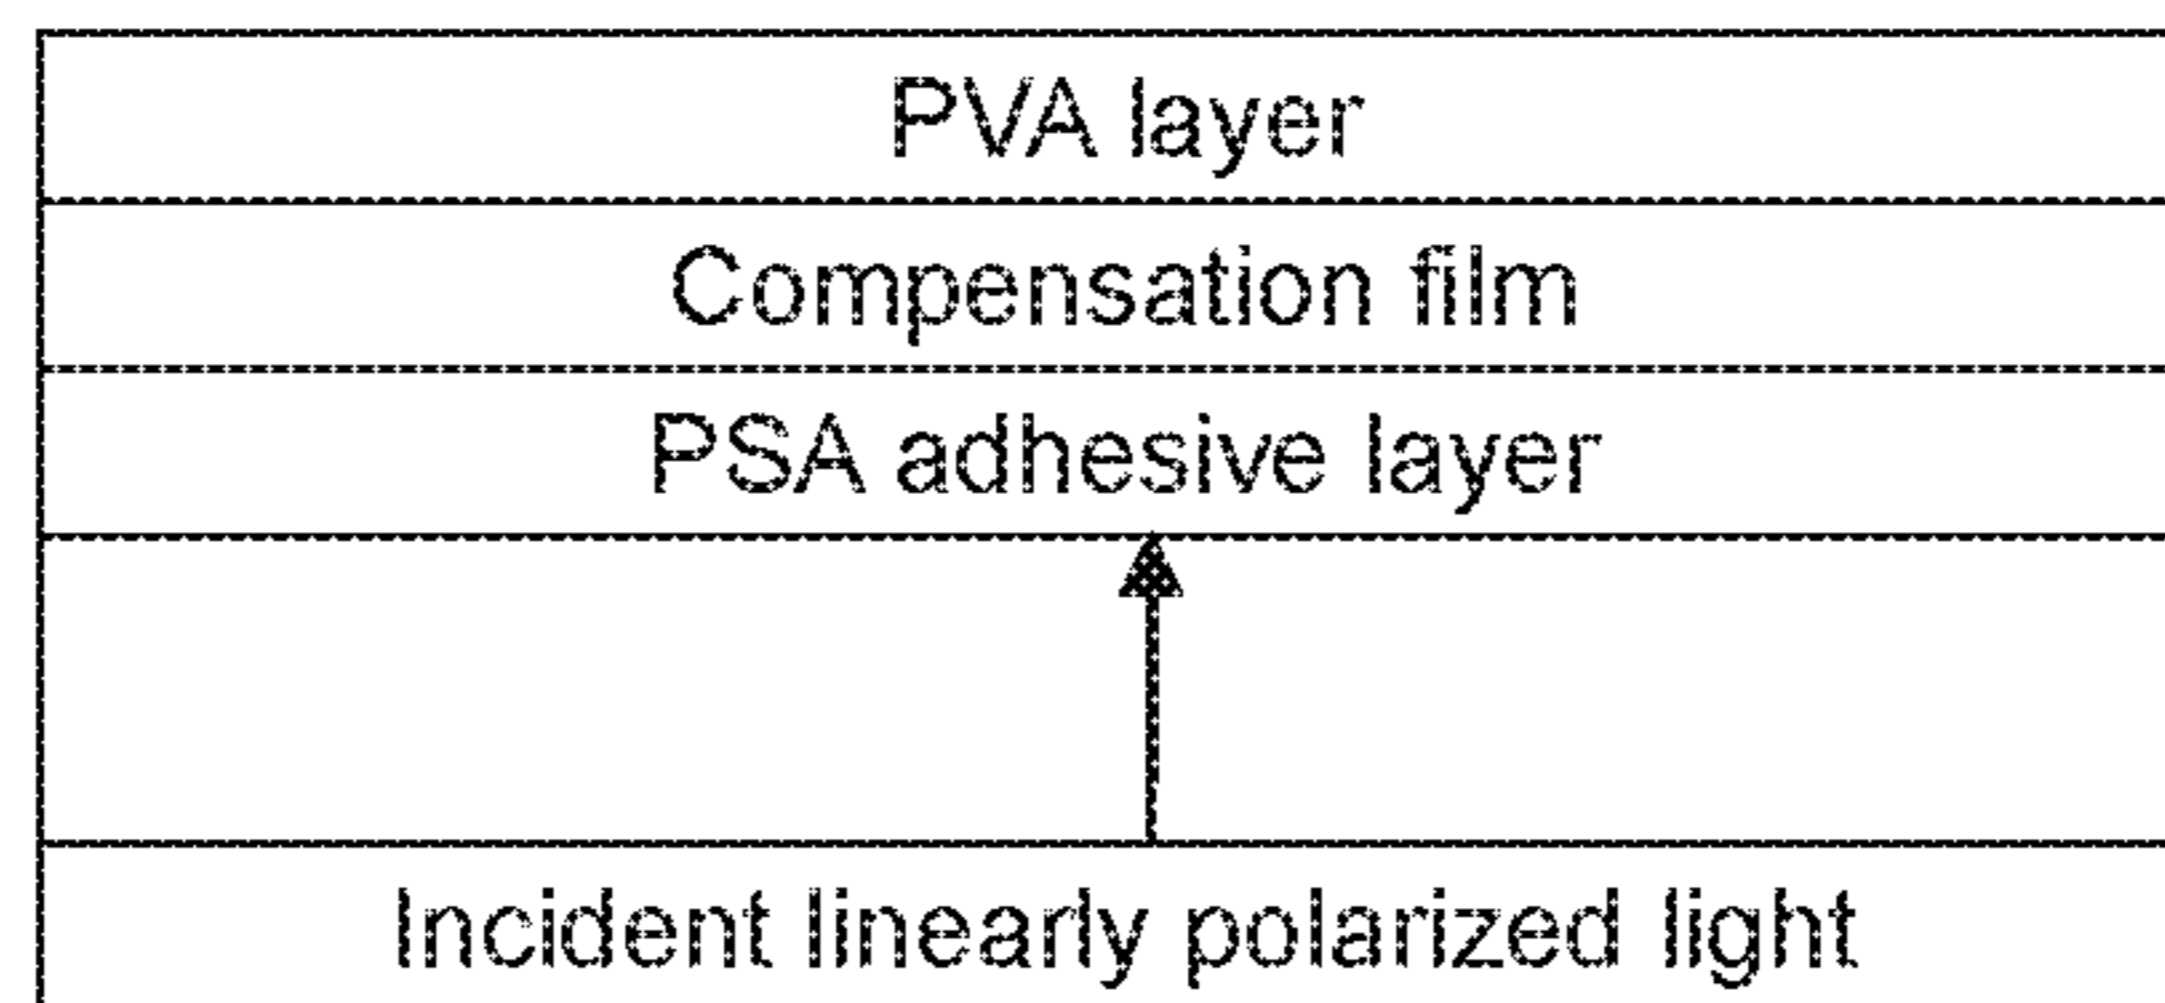 PVA layer
Compensation film
PSA adhesive layer
Incident linearly polarized light